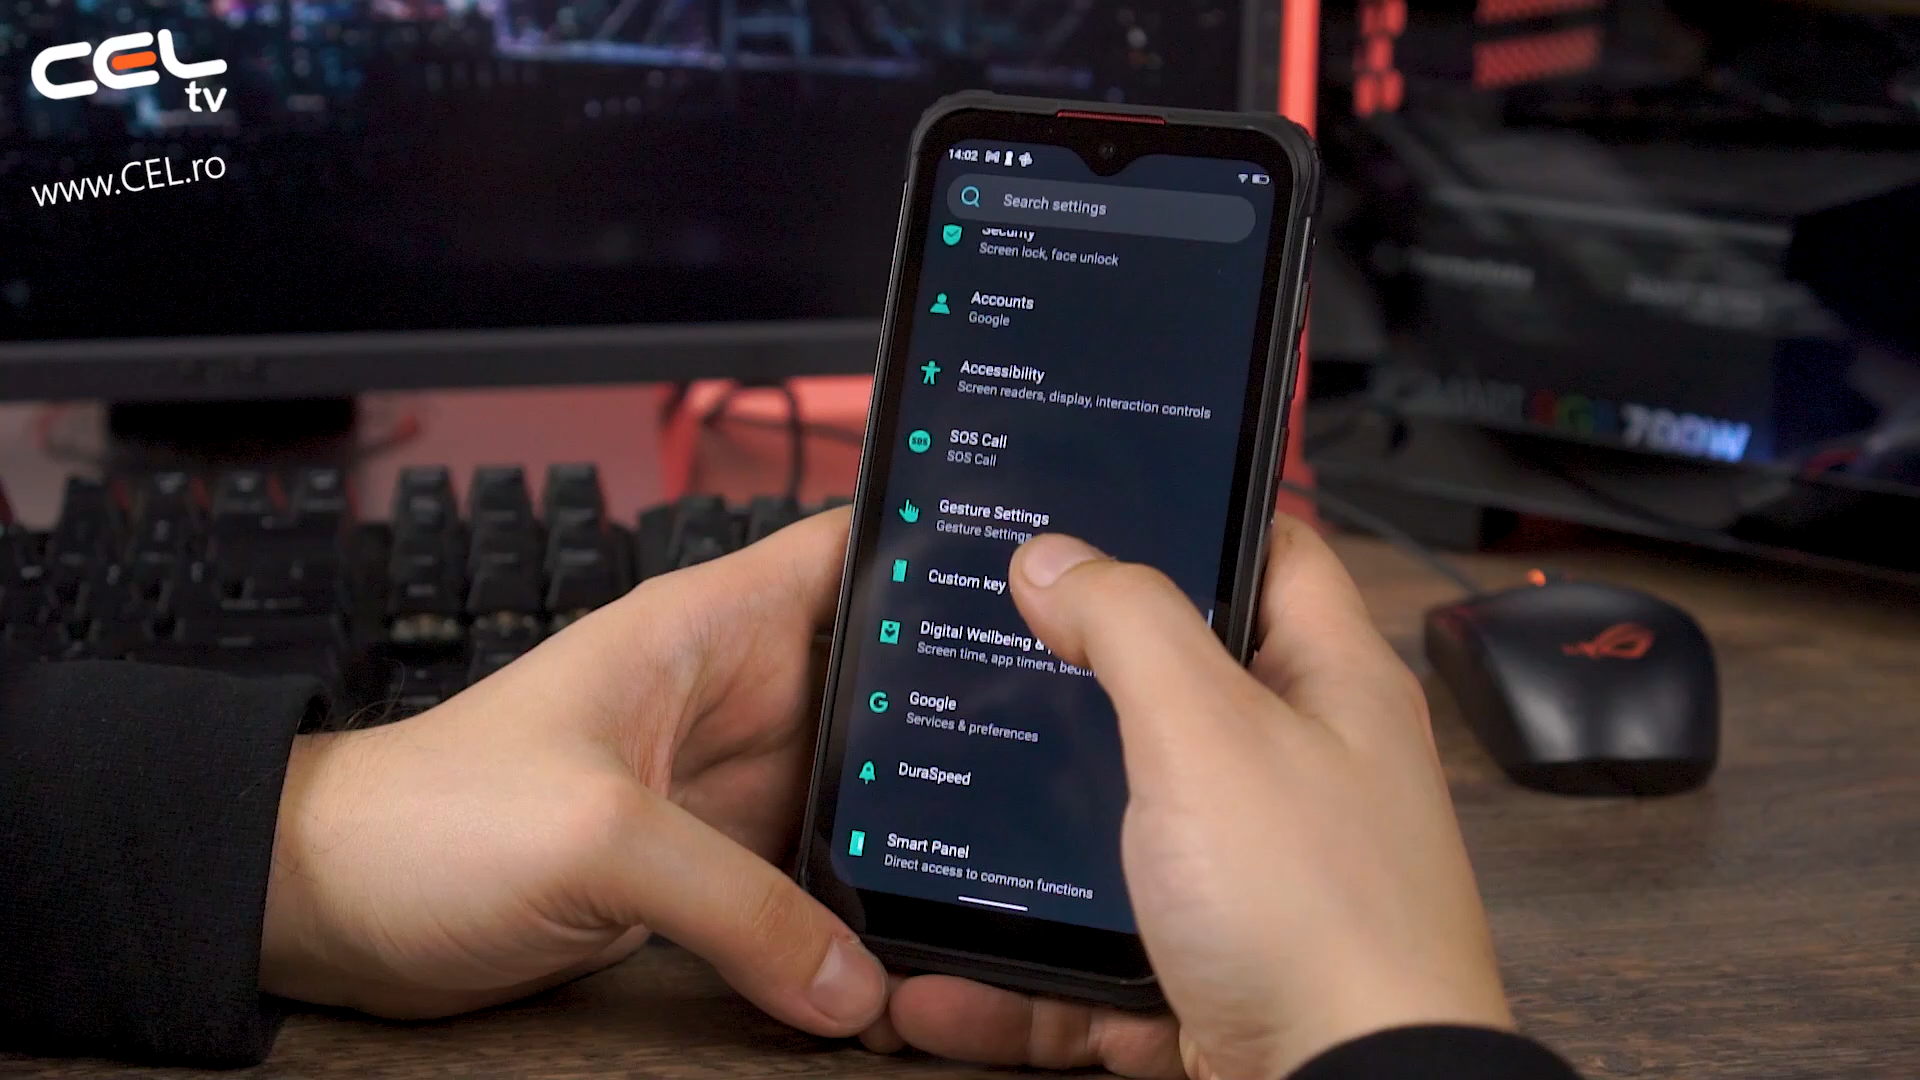 CEL
tv
www.CEL.ro
14:02
Search settings
Security
Screen lock, face unlock
Accounts
Google
Accessibility
Screen readers, display, interaction controls
SOS Call
SOS Call
Gesture Settings
Gesture Settings
Custom key
Digital Wellbeing &
Screen time, app timers,
Google
Services & preferences
DuraSpeed
Smart Panel
Direct access to common functions
700W